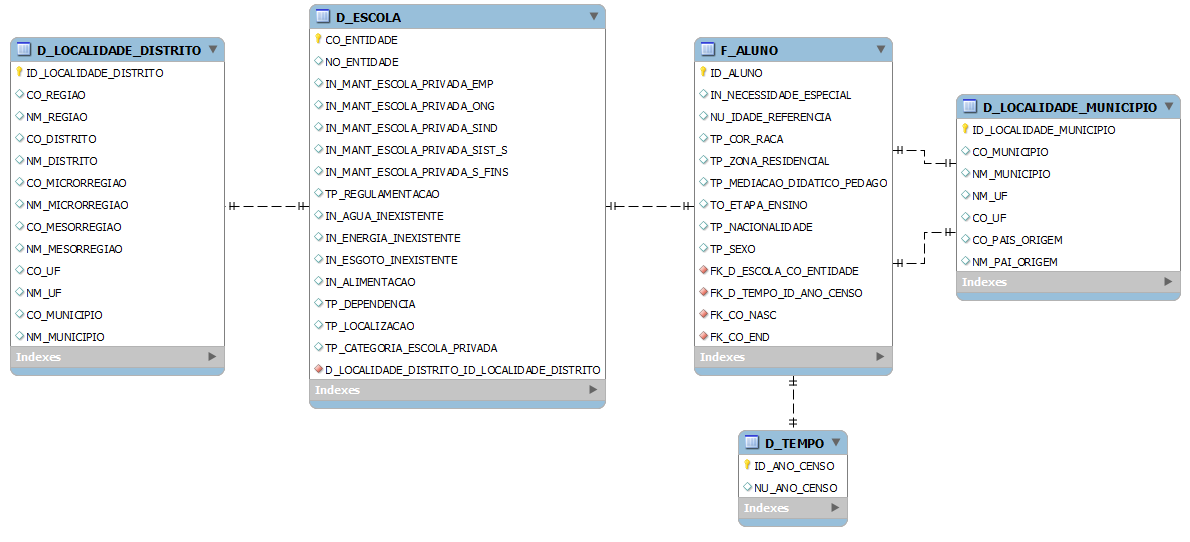 D_LOCALIDADE_DISTRITO
ID_LOCALIDADE_DISTRITO
CO_REGIAO
NM_REGIAO
CO_DISTRITO
NM_DISTRITO
CO_MICRORREGIAO
NM_MICRORREGIAO
CO_MESORREGIAO
NM_MESORREGIAO
CO_UF
NM_UF
CO_MUNICIPIO
NM_MUNICIPIO
Indexes
D_ESCOLA
CO_ENTIDADE
NO_ENTIDADE
IN_MANT_ESCOLA_PRIVADA_EMP
IN_MANT_ESCOLA_PRIVADA_ONG
IN_MANT_ESCOLA_PRIVADA_SIND
IN_MANT_ESCOLA_PRIVADA_SIST_S
IN_MANT_ESCOLA_PRIVADA_S_FINS
TP_REGULAMENTACAO
IN_AGUA_INEXISTENTE
IN_ENERGIA_INEXISTENTE
IN_ESGOTO_INEXISTENTE
IN_ALIMENTACAO
TP_DEPENDENCIA
TP_LOCALIZACAO
TP_CATEGORIA_ESCOLA_PRIVADA
D_LOCALIDADE_DISTRITO_ID_LOCALIDADE_DISTRITO
Indexes
F_ALUNO
ID_ALUNO
IN_NECESSIDADE_ESPECIAL
NU_IDADE_REFERENCIA
TP_COR_RACA
TP_ZONA_RESIDENCIAL
TP_MEDIACAO_DIDATICO_PEDAGO
TO_ETAPA_ENSINO
TP_NACIONALIDADE
TP_SEXO
FK_D_ESCOLA_CO_ENTIDADE
FK_D_TEMPO_ID_ANO_CENSO
FK_CO_NASC
FK_CO_END
Indexes
D_LOCALIDADE_MUNICIPIO
ID_LOCALIDADE_MUNICIPIO
CO_MUNICIPIO
NM_MUNICIPIO
NM_UF
CO_UF
CO_PAIS_ORIGEM
NM_PAI_ORIGEM
Indexes
D_TEMPO
ID_ANO_CENSO
NU_ANO_CENSO
Indexes